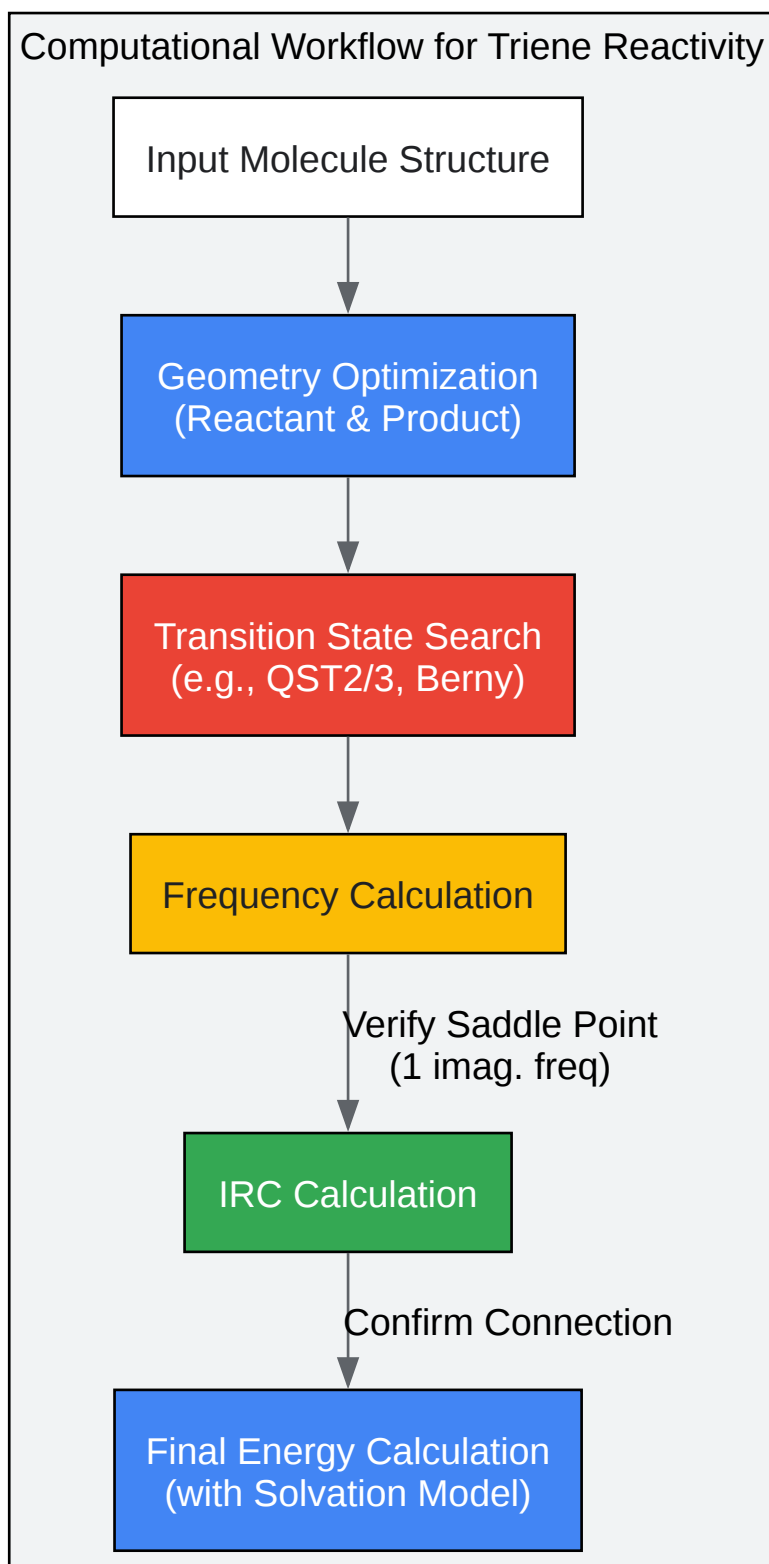 Computational Workflow for Triene Reactivity
Input Molecule Structure
Geometry Optimization
(Reactant & Product)
Transition State Search
(e.g., QST2/3, Berny)
Frequency Calculation
Verify Saddle Point
(1 imag. freq)
IRC Calculation
Confirm Connection
Final Energy Calculation
(with Solvation Model)